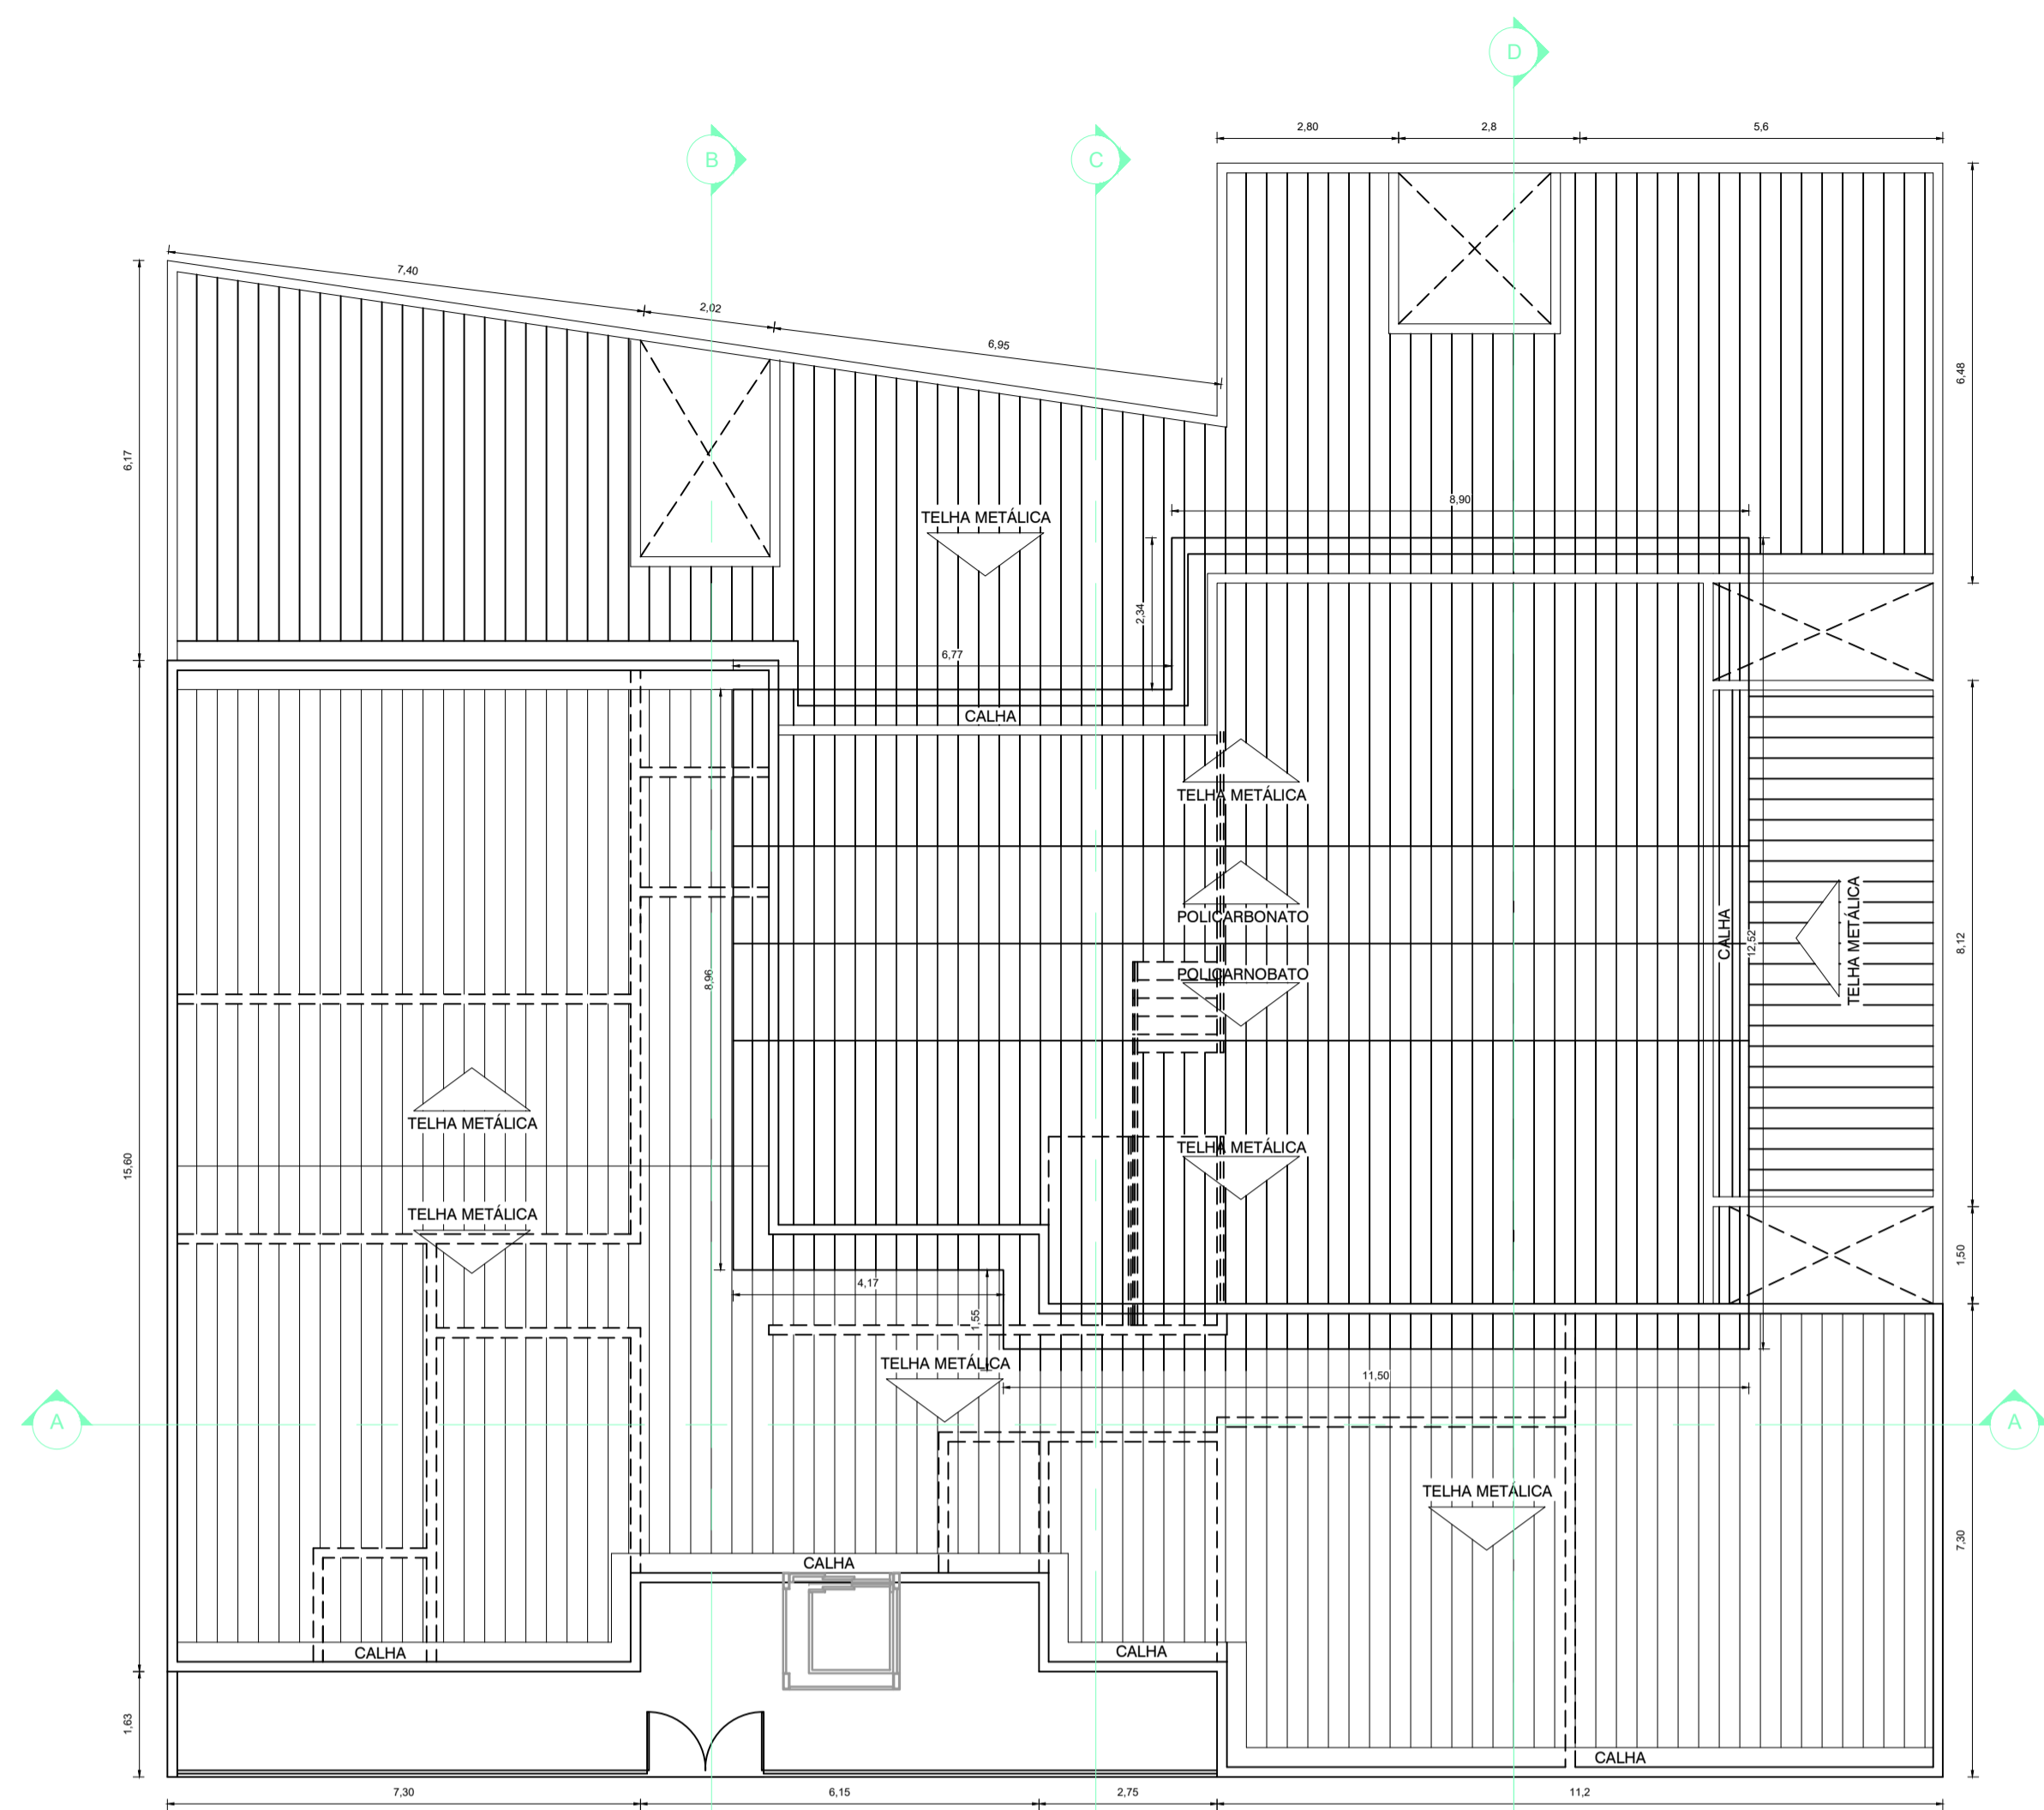 D
B
C
2,80
2,8
5,6
7,40
2,02
6,95
6,17
6,48
8,90
TELHA METÁLICA
2,34
6,77
CALHA
TELHA METÁLICA
POLICARBONATO
POLICARNOBATO
CALHA
12,52
TELHA METÁLICA
8,12
8,96
TELHA METÁLICA
TELHA METÁLICA
15,60
TELHA METÁLICA
1,50
4,17
1,55
TELHA METÁLICA
11,50
A
A
TELHA METÁLICA
7,30
CALHA
CALHA
CALHA
1,63
CALHA
7,30
6,15
2,75
11,2